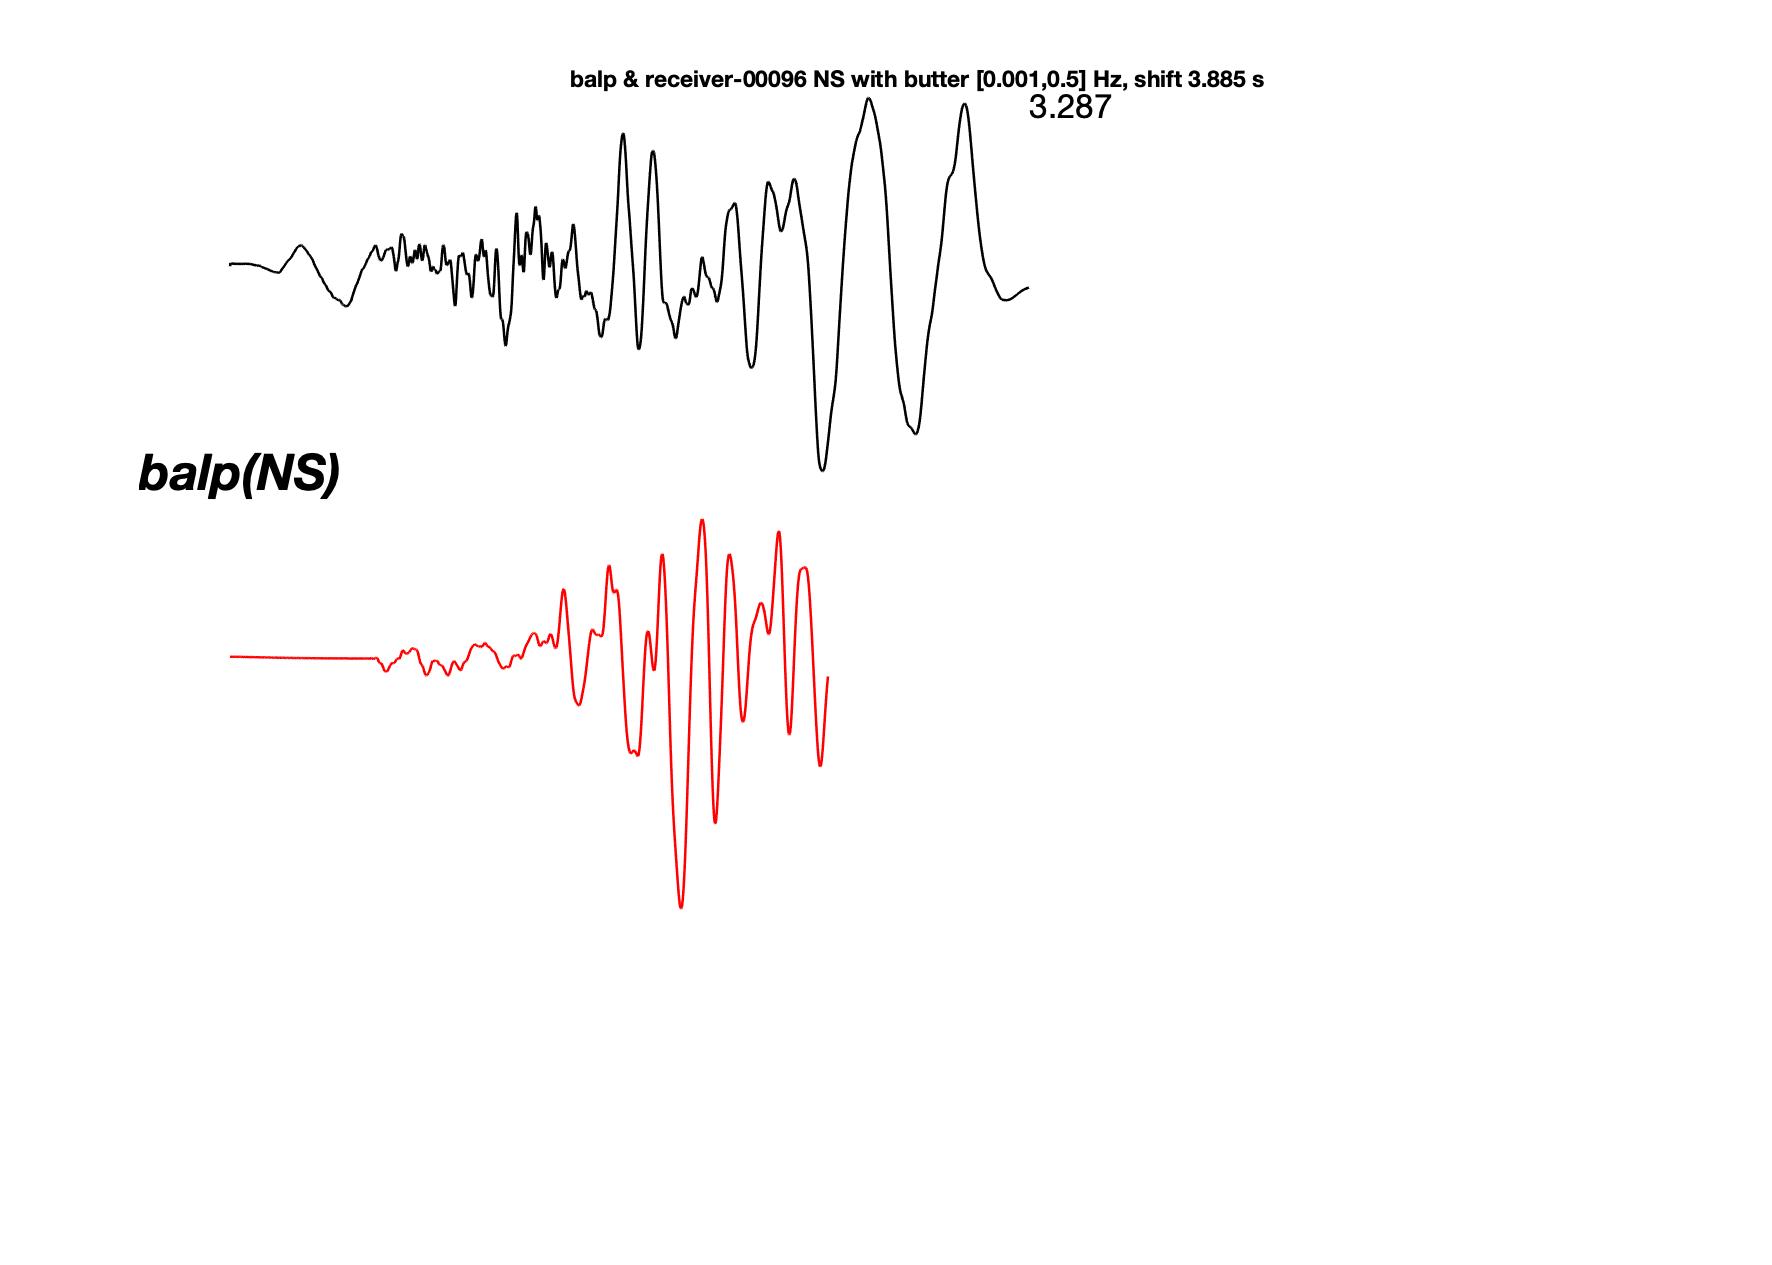 balp & receiver-00096 NS with butter [0.001,0.5] Hz, shift 3.885 s
3.287
balp(NS)